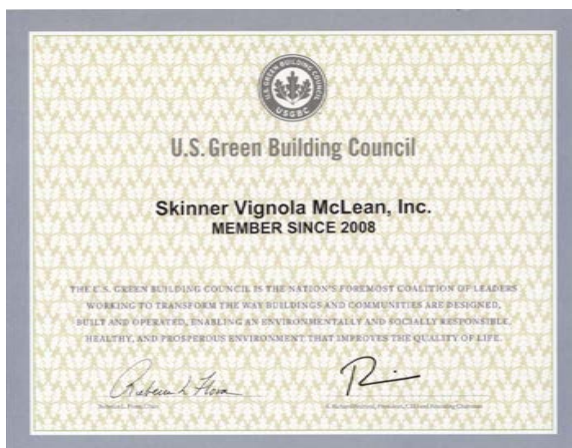 U.S. GREEN BUILDING COUNCIL
USGBC
U.S. Green Building Council
Skinner Vignola McLean, Inc.
MEMBER SINCE 2008
THE U.S. GREEN BUILDING COUNCIL IS THE NATION'S FOREMOST COALITION OF LEADERS
WORKING TO TRANSFORM THE WAY BUILDINGS AND COMMUNITIES ARE DESIGNED,
BUILT AND OPERATED, ENABLING AN ENVIRONMENTALLY AND SOCIALLY RESPONSIBLE,
HEALTHY, AND PROSPEROUS ENVIRONMENT THAT IMPROVES THE QUALITY OF LIFE.